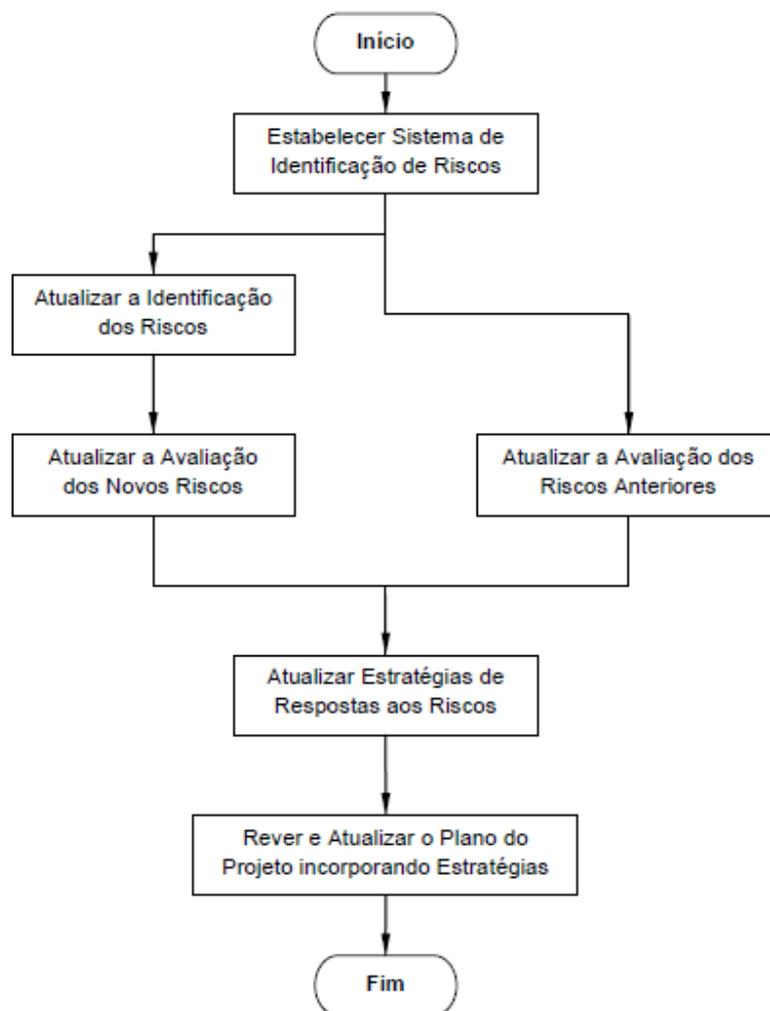 Início
Estabelecer Sistema de
Identificação de Riscos
Atualizar a Identificação
dos Riscos
Atualizar a Avaliação
dos Novos Riscos
Atualizar a Avaliação dos
Riscos Anteriores
Atualizar Estratégias de
Respostas aos Riscos
Rever e Atualizar o Plano do
Projeto incorporando Estratégias
Fim